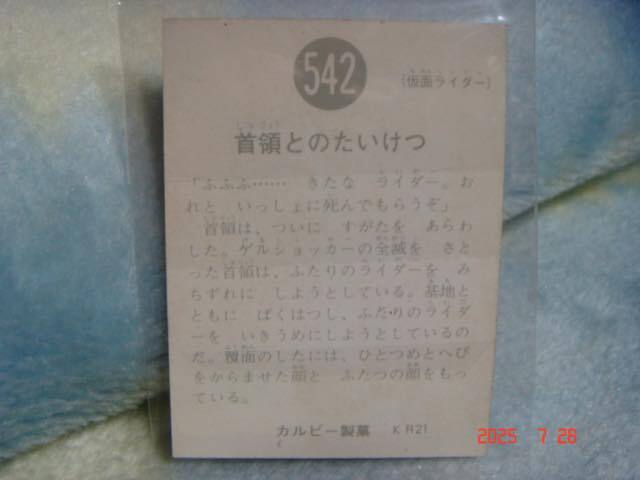 542
(仮面ライダー)
首領とのたいけつ
「ふふふ…… きたな ライダー。お
れと いっしょに死んでもらうぞ」
首領は、ついに すがたを あらわ
した。ゲルショッカーの全滅を さと
った首領は、ふたりのライダーを、み
ちずれに しようとしている。基地と
ともに ばくはつし、ふたりのライダ
ーを いきうめにしようとしているの
だ。覆面のしたには、ひとつめとへび
をからませた顔と ふたつの顔をもっ
ている。
カルビー製菓 KR21
2025 7 28